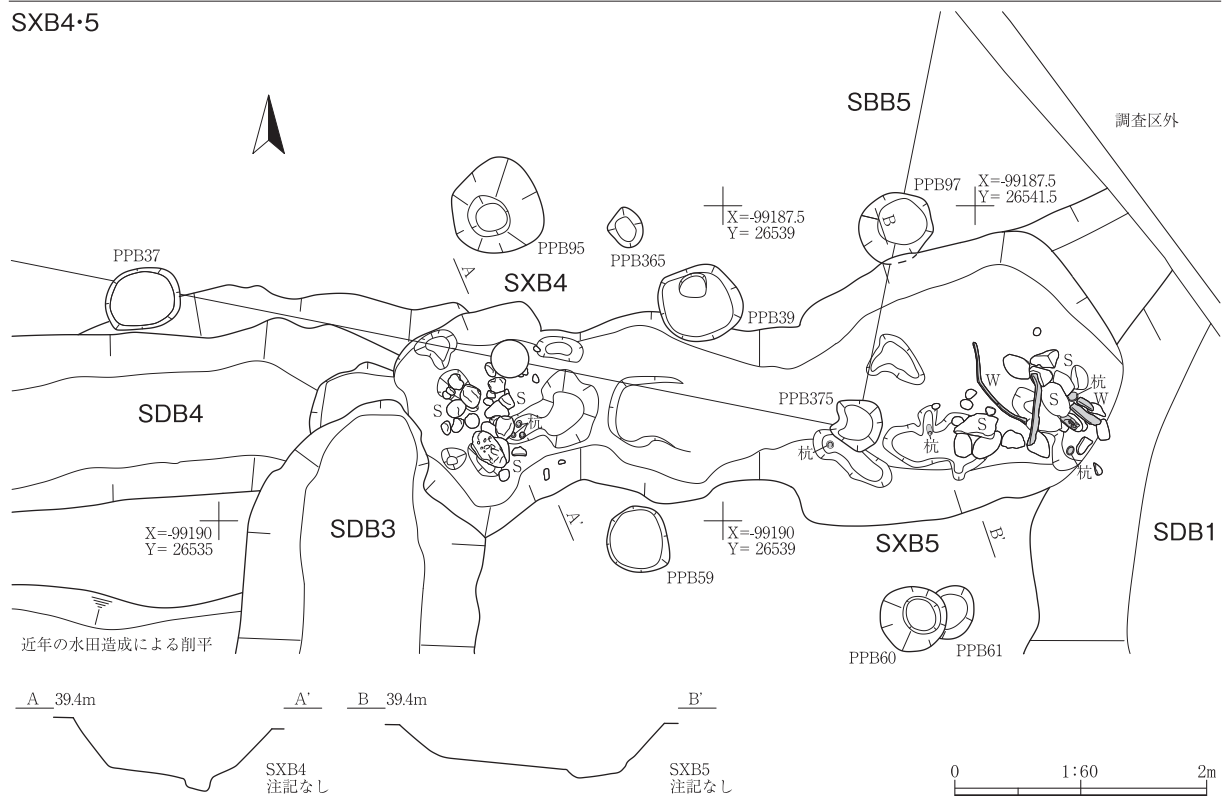 SXB4・5
SBB5
調査区外
PPB97
X=-99187.5
Y= 26541.5
B
X=-99187.5
Y= 26539
PPB95
PPB365
PPB37
A
SXB4
PPB39
SDB4
S
S
杭
S
PPB375
杭
杭
W
S
S
S
杭
W
杭
X=-99190
Y= 26535
SDB3
A'
X=-99190
Y= 26539
SXB5
B'
SDB1
PPB59
近年の水田造成による削平
PPB60
PPB61
A 39.4m A'
SXB4
注記なし
B 39.4m B'
SXB5
注記なし
0 1:60 2m